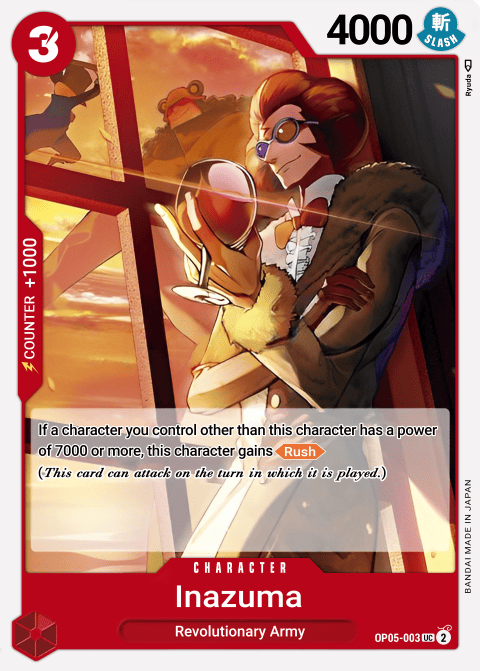 3
4000
斬
SLASH
Ryuda
COUNTER +1000
If a character you control other than this character has a power
of 7000 or more, this character gains Rush
(This card can attack on the turn in which it is played.)
BANDAI MADE IN JAPAN
CHARACTER
Inazuma
Revolutionary Army
OP05-003 UC 2